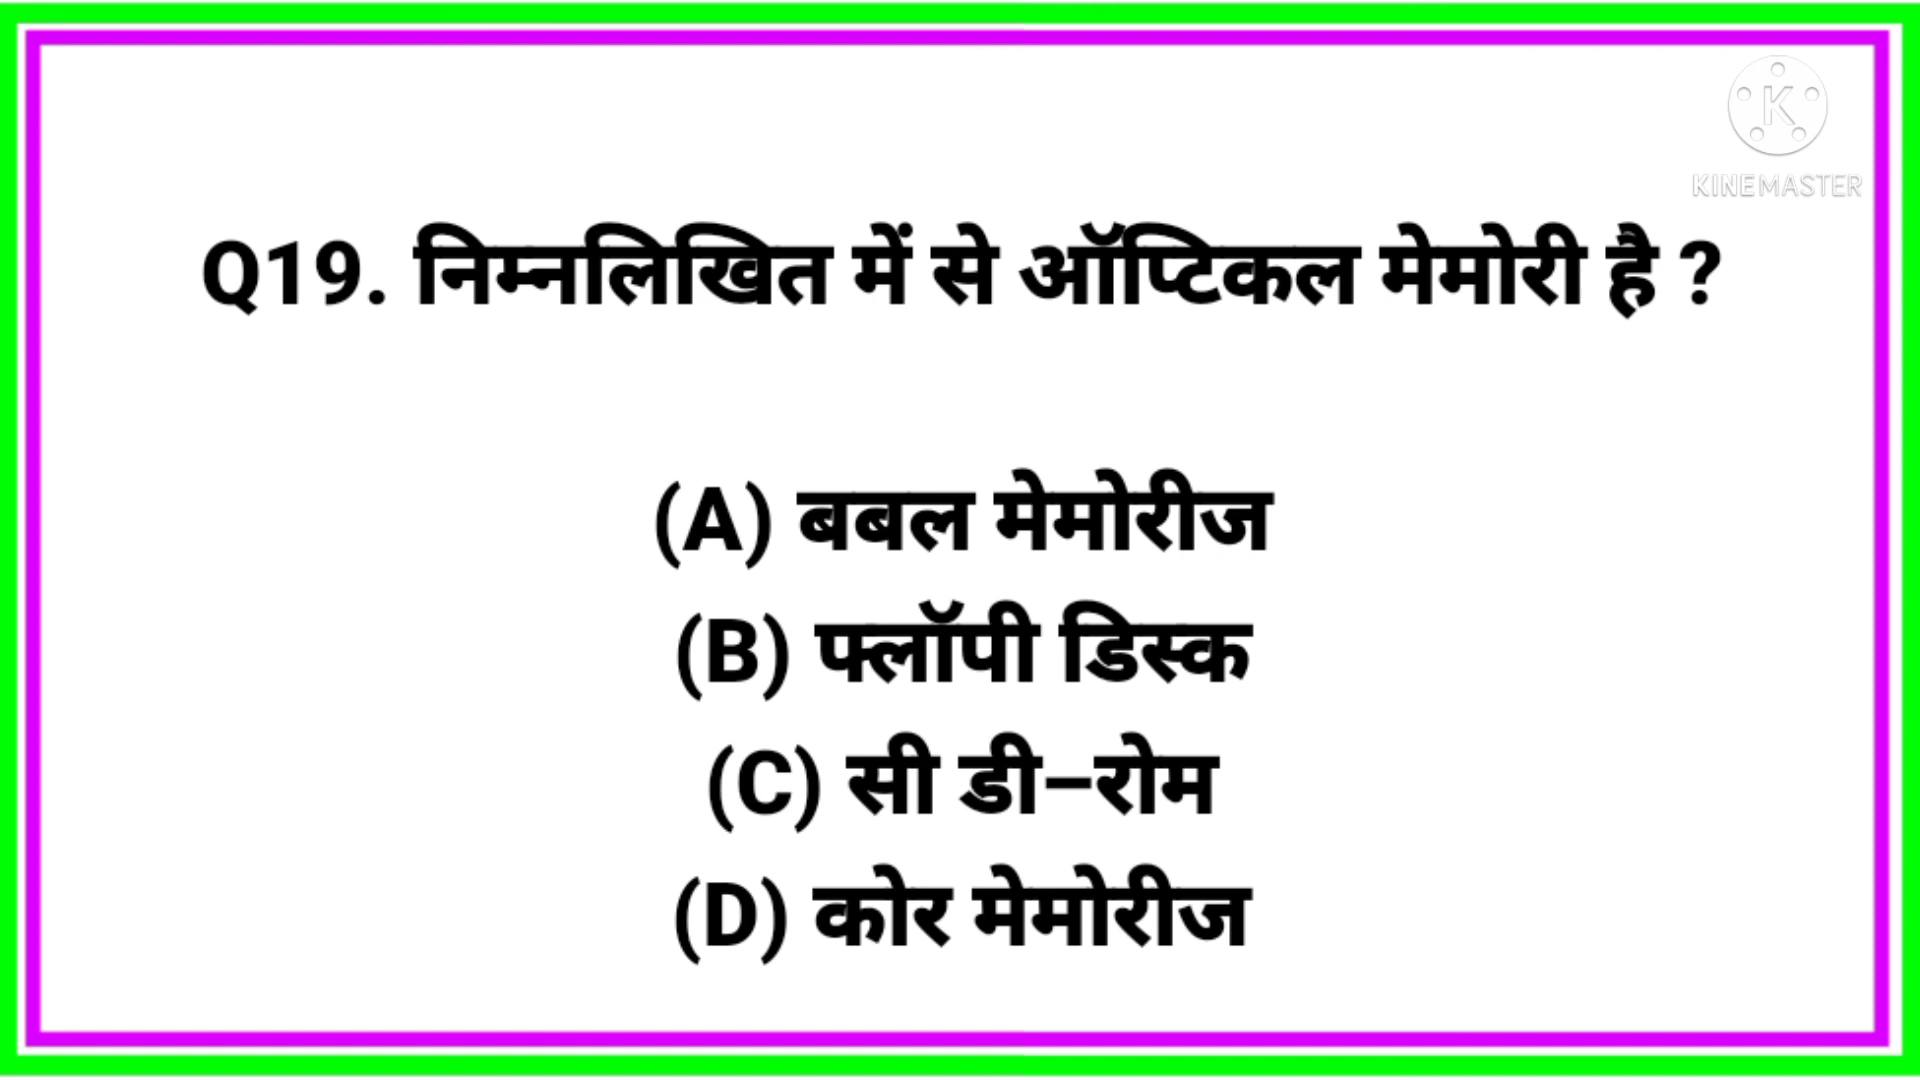 KINEMASTER
Q19. निम्नलिखित में से ऑप्टिकल मेमोरी है ?
(A) बबल मेमोरीज
(B) फ्लॉपी डिस्क
(C) सी डी–रोम
(D) कोर मेमोरीज